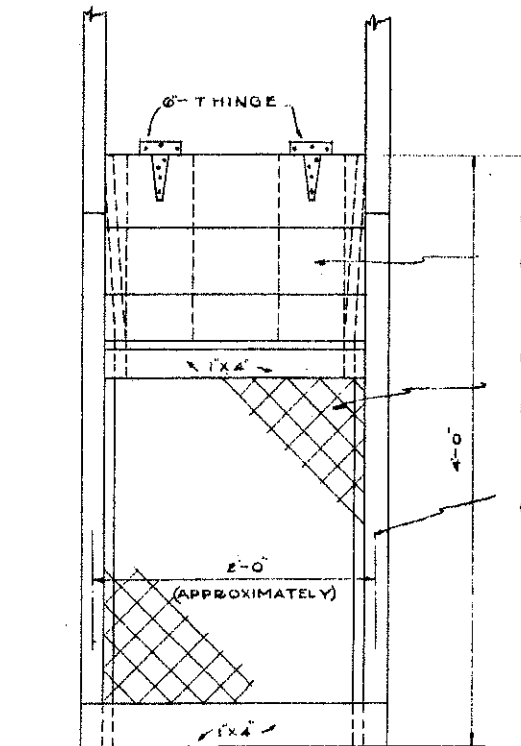 6"- T HINGE
1"X4"
4'-0"
2'-0"
(APPROXIMATELY)
1"X4"